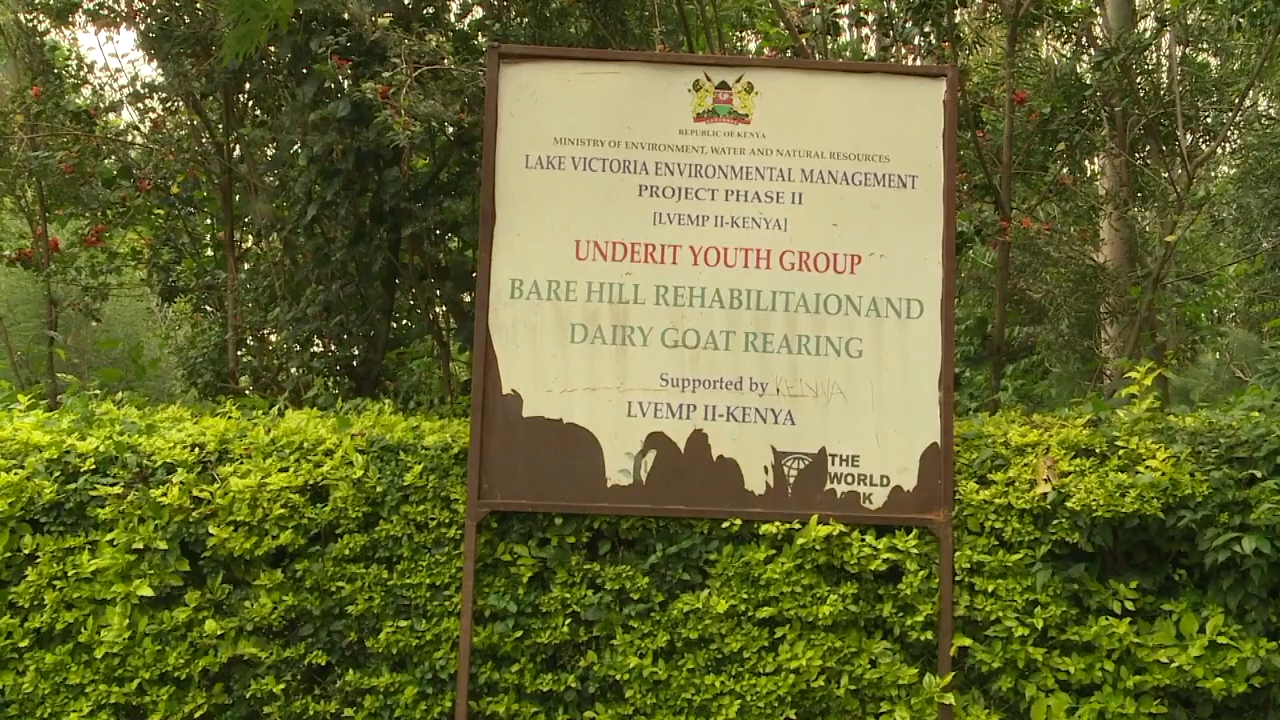 REPUBLIC OF KENYA
MINISTRY OF ENVIRONMENT, WATER AND NATURAL RESOURCES
LAKE VICTORIA ENVIRONMENTAL MANAGEMENT
PROJECT PHASE II
[LVEMP II-KENYA]
UNDERIT YOUTH GROUP
BARE HILL REHABILITAIONAND
DAIRY GOAT REARING
Supported by KENYA
LVEMP II-KENYA
THE
WORLD